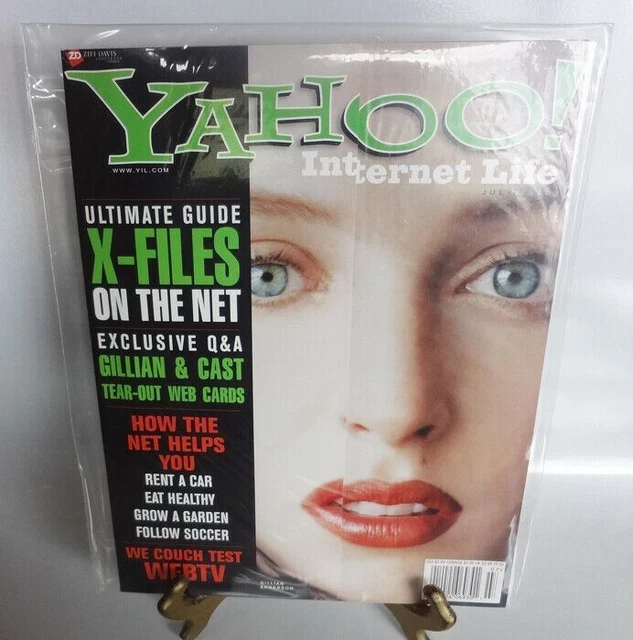 ZD ZIFF DAVIS
YAHOO!
Internet Life
WWW.YIL.COM
ULTIMATE GUIDE
X-FILES
ON THE NET
EXCLUSIVE Q&A
GILLIAN & CAST
TEAR-OUT WEB CARDS
HOW THE
NET HELPS
YOU
RENT A CAR
EAT HEALTHY
GROW A GARDEN
FOLLOW SOCCER
WE COUCH TEST
WEBTV
GILLIAN
ANDERSON